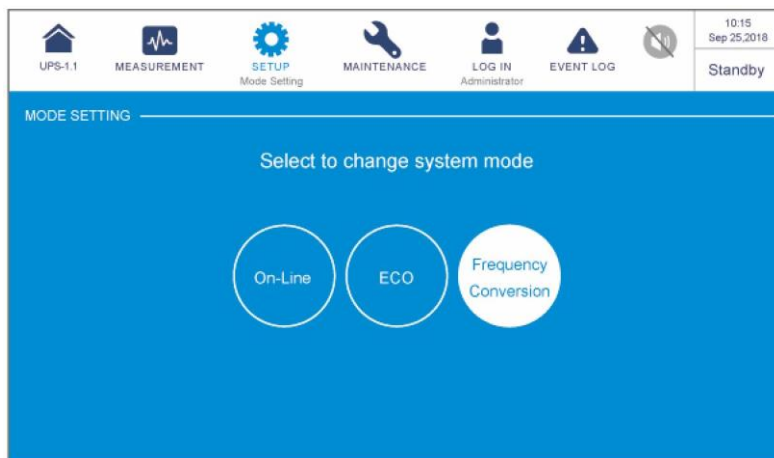 UPS-1.1
MEASUREMENT
SETUP
Mode Setting
MAINTENANCE
LOG IN
Administrator
EVENT LOG
10:15
Sep 25,2018
Standby
MODE SETTING
Select to change system mode
On-Line
ECO
Frequency
Conversion